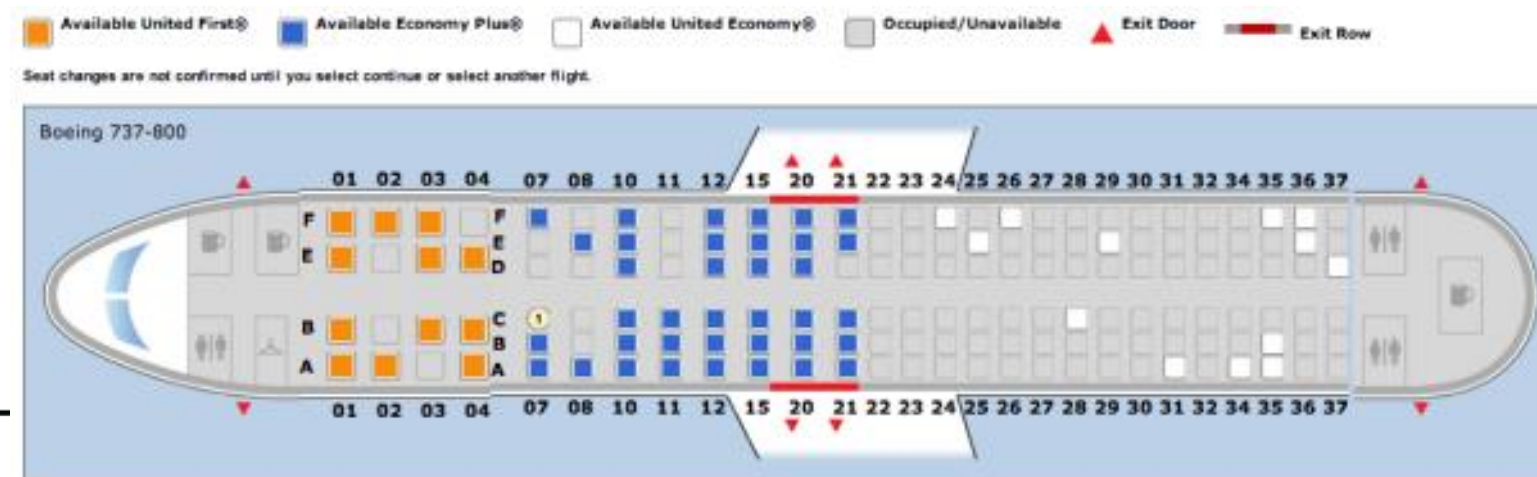 Available United First® Available Economy Plus® Available United Economy® Occupied/Unavailable Exit Door Exit Row
Seat changes are not confirmed until you select continue or select another flight.
Boeing 737-800
01 02 03 04 07 08 10 11 12 15 20 21 22 23 24 25 26 27 28 29 30 31 32 34 35 36 37
F F
E E
D
1
B C
B
A A
01 02 03 04 07 08 10 11 12 15 20 21 22 23 24 25 26 27 28 29 30 31 32 34 35 36 37